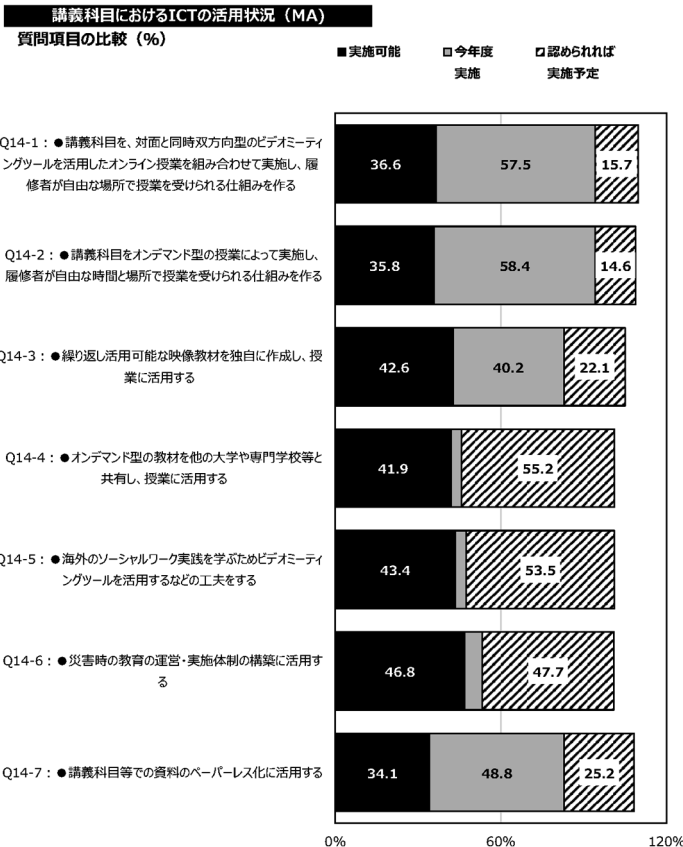 講義科目におけるICTの活用状況（MA）
質問項目の比較（%）
■実施可能
■今年度
実施
認められれば
実施予定
Q14-1：●講義科目を、対面と同時双方向型のビデオミーティ
ングツールを活用したオンライン授業を組み合わせて実施し、履
修者が自由な場所で授業を受けられる仕組みを作る
36.6
57.5
15.7
Q14-2：●講義科目をオンデマンド型の授業によって実施し、
履修者が自由な時間と場所で授業を受けられる仕組みを作る
35.8
58.4
14.6
Q14-3：●繰り返し活用可能な映像教材を独自に作成し、授
業に活用する
42.6
40.2
22.1
Q14-4：●オンデマンド型の教材を他の大学や専門学校等と
共有し、授業に活用する
41.9
55.2
Q14-5：●海外のソーシャルワーク実践を学ぶためビデオミーティ
ングツールを活用するなどの工夫をする
43.4
53.5
Q14-6：●災害時の教育の運営・実施体制の構築に活用す
る
46.8
47.7
Q14-7：●講義科目等での資料のペーパーレス化に活用する
34.1
48.8
25.2
0%
60%
120%